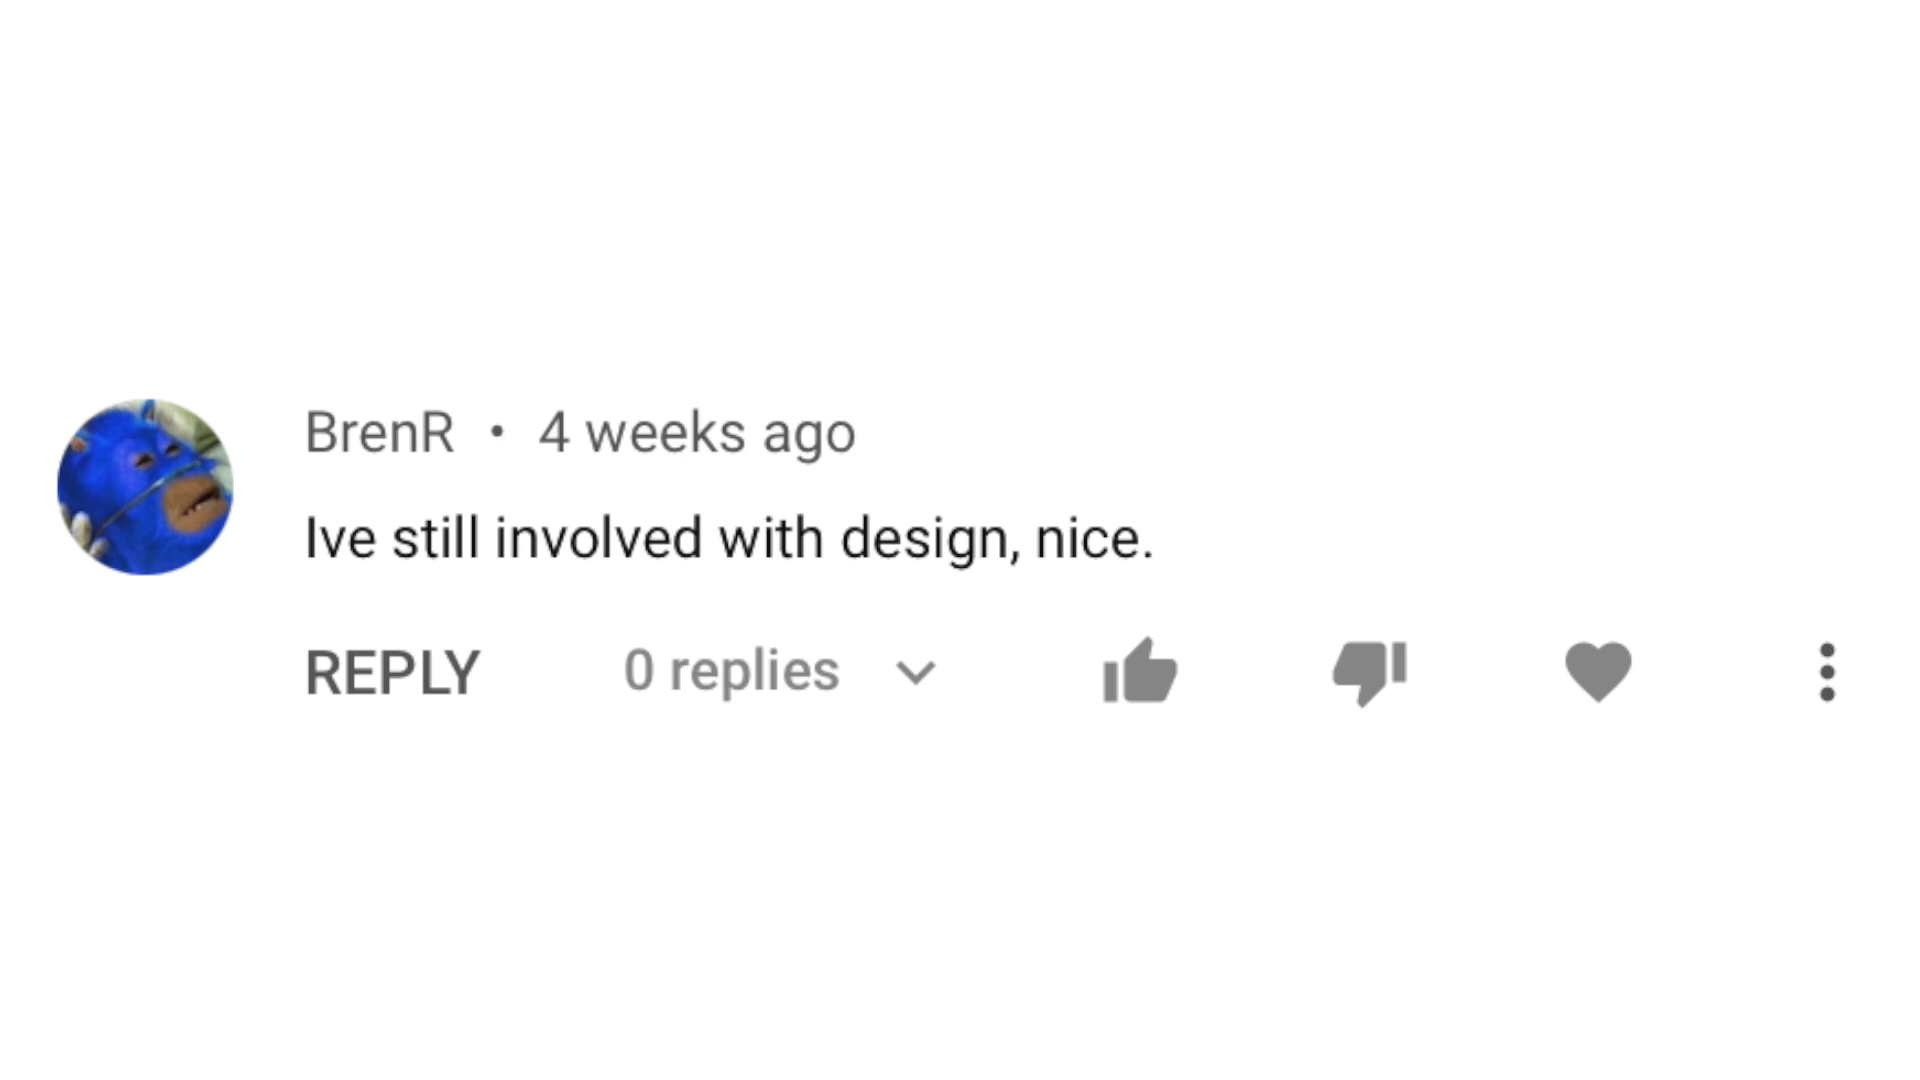 BrenR • 4 weeks ago
Ive still involved with design, nice.
REPLY 0 replies